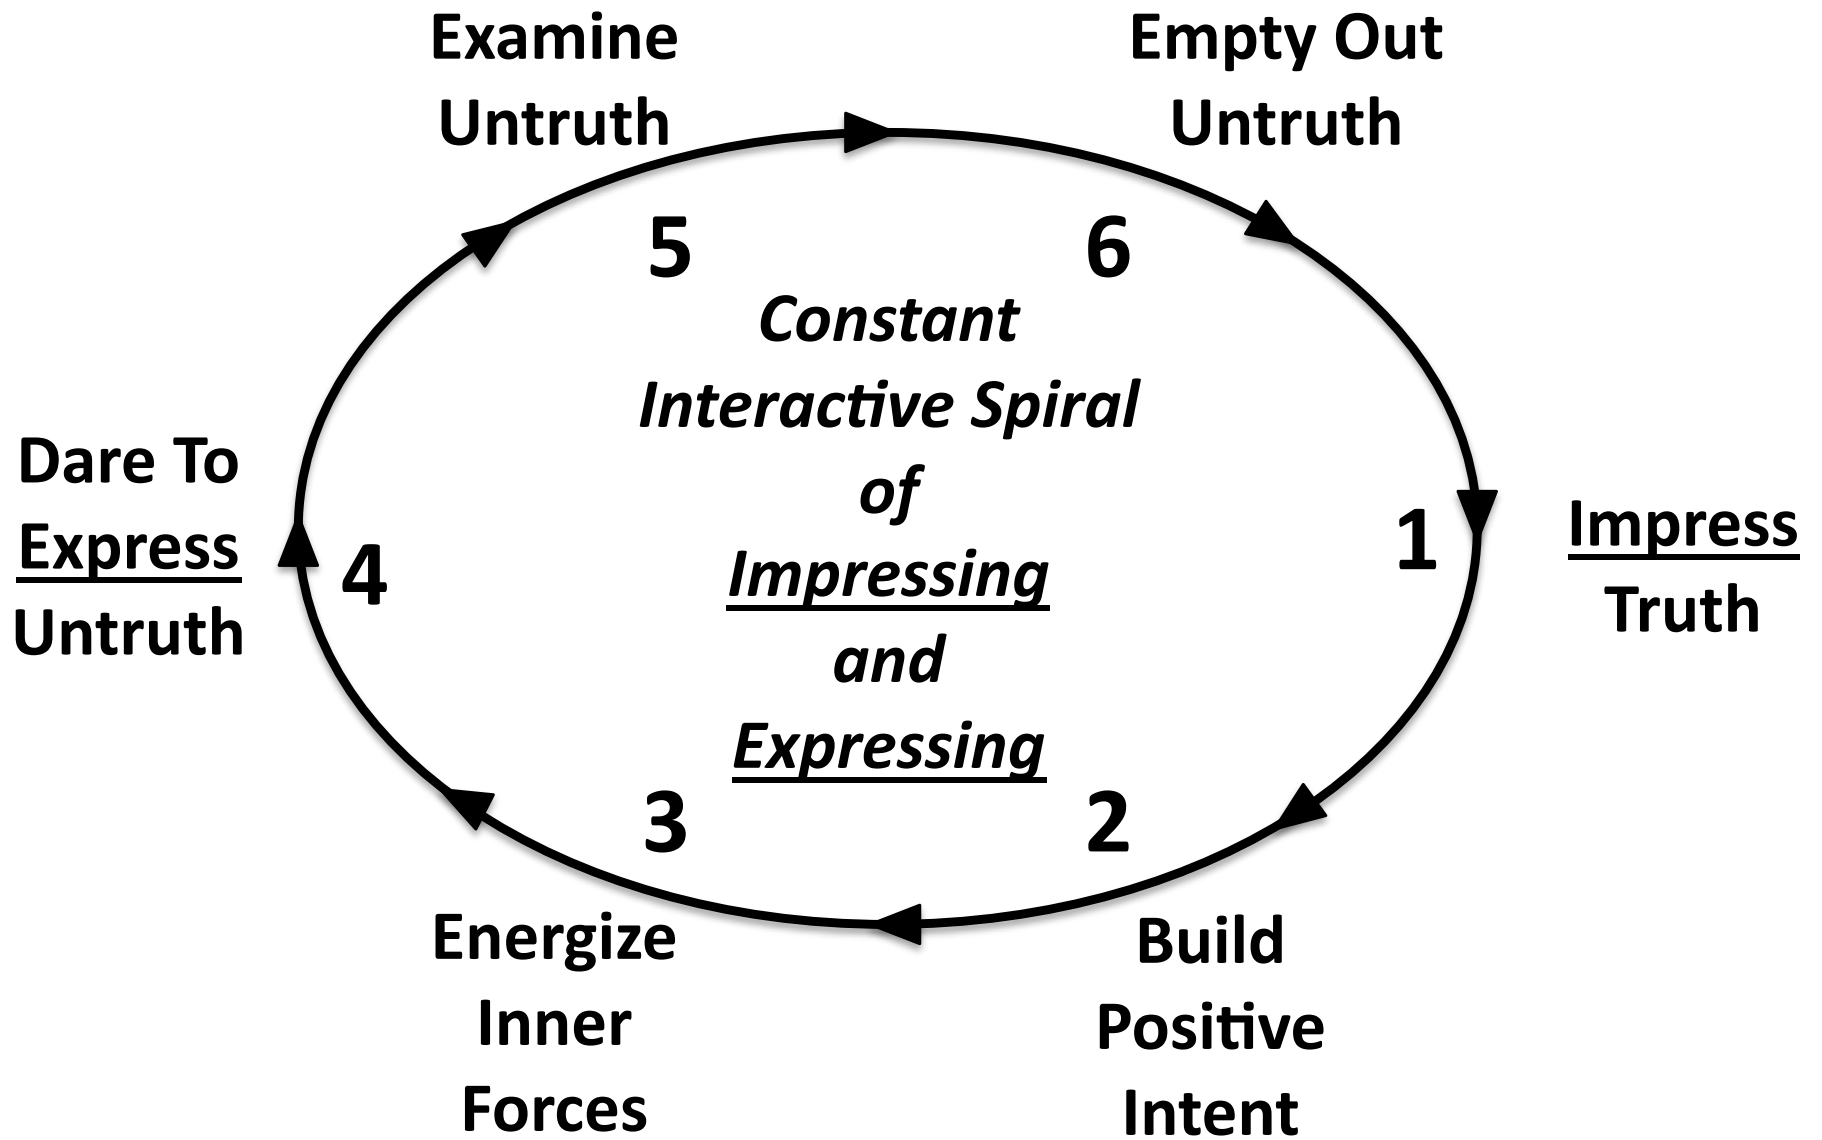 Examine
Untruth
Empty Out
Untruth
5
6
Constant
Interactive Spiral
of
Impressing
and
Expressing
Dare To
Express
Untruth
4
1
Impress
Truth
3
2
Energize
Inner
Forces
Build
Positive
Intent